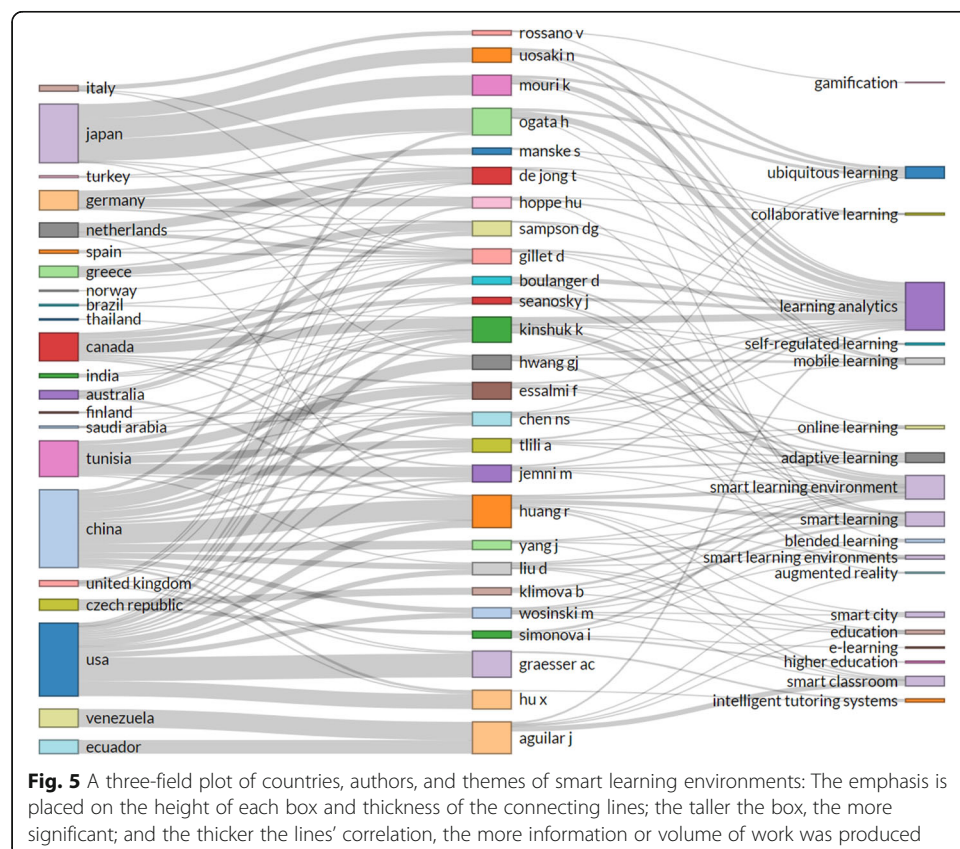 italy
japan
turkey
germany
netherlands
spain
greece
norway
brazil
thailand
canada
india
australia
finland
saudi arabia
tunisia
china
united kingdom
czech republic
usa
venezuela
ecuador
rossano v
uosaki n
mouri k
ogata h
manske s
de jong t
hoppe hu
sampson dg
gillet d
boulanger d
seanosky j
kinshuk k
hwang gj
essalmi f
chen ns
tlili a
jemni m
huang r
yang j
liu d
klimova b
wosinski m
simonova i
graesser ac
hu x
aguilar j
gamification
ubiquitous learning
collaborative learning
learning analytics
self-regulated learning
mobile learning
online learning
adaptive learning
smart learning environment
smart learning
blended learning
smart learning environments
augmented reality
smart city
education
e-learning
higher education
smart classroom
intelligent tutoring systems
Fig. 5 A three-field plot of countries, authors, and themes of smart learning environments: The emphasis is
placed on the height of each box and thickness of the connecting lines; the taller the box, the more
significant; and the thicker the lines' correlation, the more information or volume of work was produced